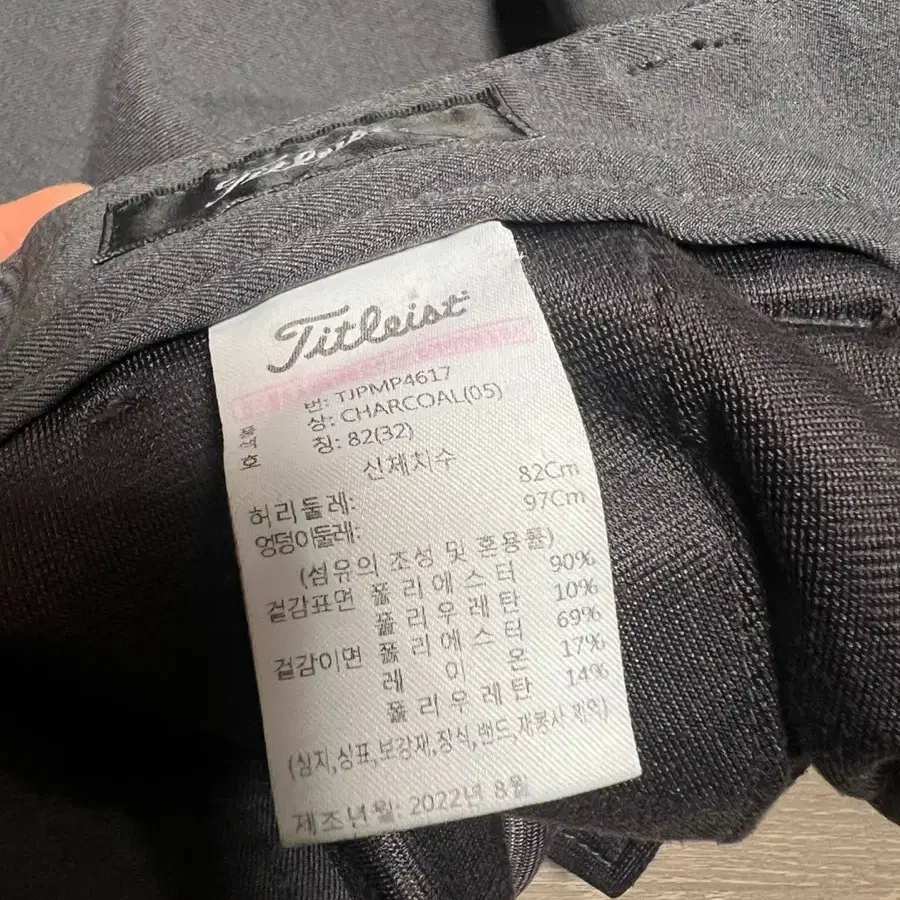 Titleist
Titleist
품번: TJPMP4617
색상: CHARCOAL(05)
호칭: 82(32)
신체치수
허리둘레: 82Cm
엉덩이둘레: 97Cm
(섬유의 조성 및 혼용률)
겉감표면 폴리에스터 90%
폴리우레탄 10%
겉감이면 폴리에스터 69%
레이온 17%
폴리우레탄 14%
(심지,상표,보강재,장식,밴드,재봉사 제외)
제조년월: 2022년 8월